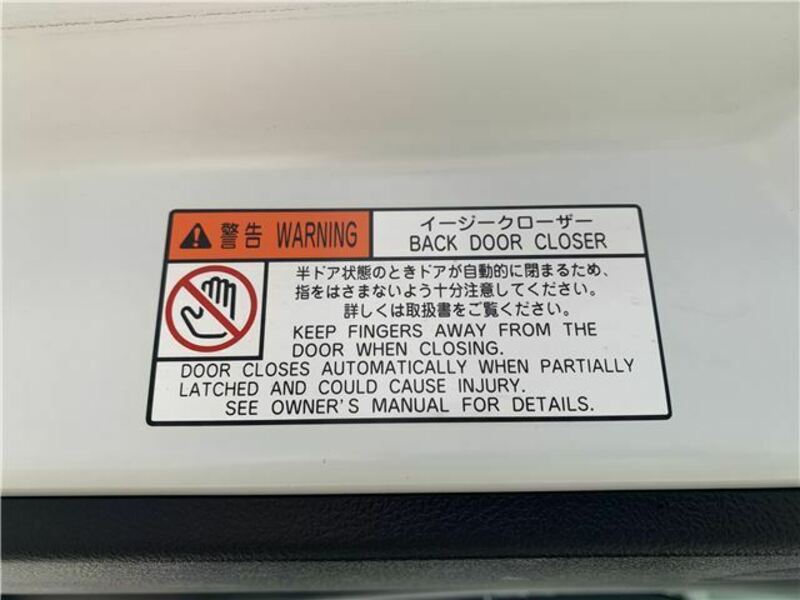 警告 WARNING
イージークローザー
BACK DOOR CLOSER
半ドア状態のときドアが自動的に閉まるため、
指をはさまないよう十分注意してください。
詳しくは取扱書をご覧ください。
KEEP FINGERS AWAY FROM THE
DOOR WHEN CLOSING.
DOOR CLOSES AUTOMATICALLY WHEN PARTIALLY
LATCHED AND COULD CAUSE INJURY.
SEE OWNER'S MANUAL FOR DETAILS.